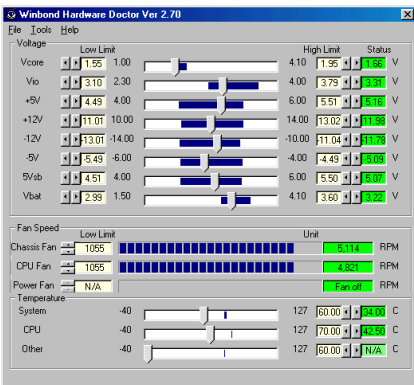 Winbond Hardware Doctor Ver 2.70
File Tools Help
Voltage
Low Limit High Limit Status
Vcore 1.55 1.00 4.10 1.95 1.66 V
Vio 3.10 2.30 4.00 3.79 3.31 V
+5V 4.49 4.00 6.00 5.51 5.16 V
+12V 11.01 10.00 14.00 13.02 11.98 V
-12V -13.01 -14.00 -10.00 -11.04 -11.78 V
-5V -5.49 -6.00 -4.00 -4.49 -5.09 V
5Vsb 4.51 4.00 6.00 5.50 5.07 V
Vbat 2.99 1.50 4.10 3.60 3.22 V
Fan Speed
Low Limit Unit
Chassis Fan 1055 5,114 RPM
CPU Fan 1055 4,821 RPM
Power Fan N/A Fan off RPM
Temperature
System -40 127 60.00 34.00 C
CPU -40 127 70.00 42.50 C
Other -40 127 60.00 N/A C